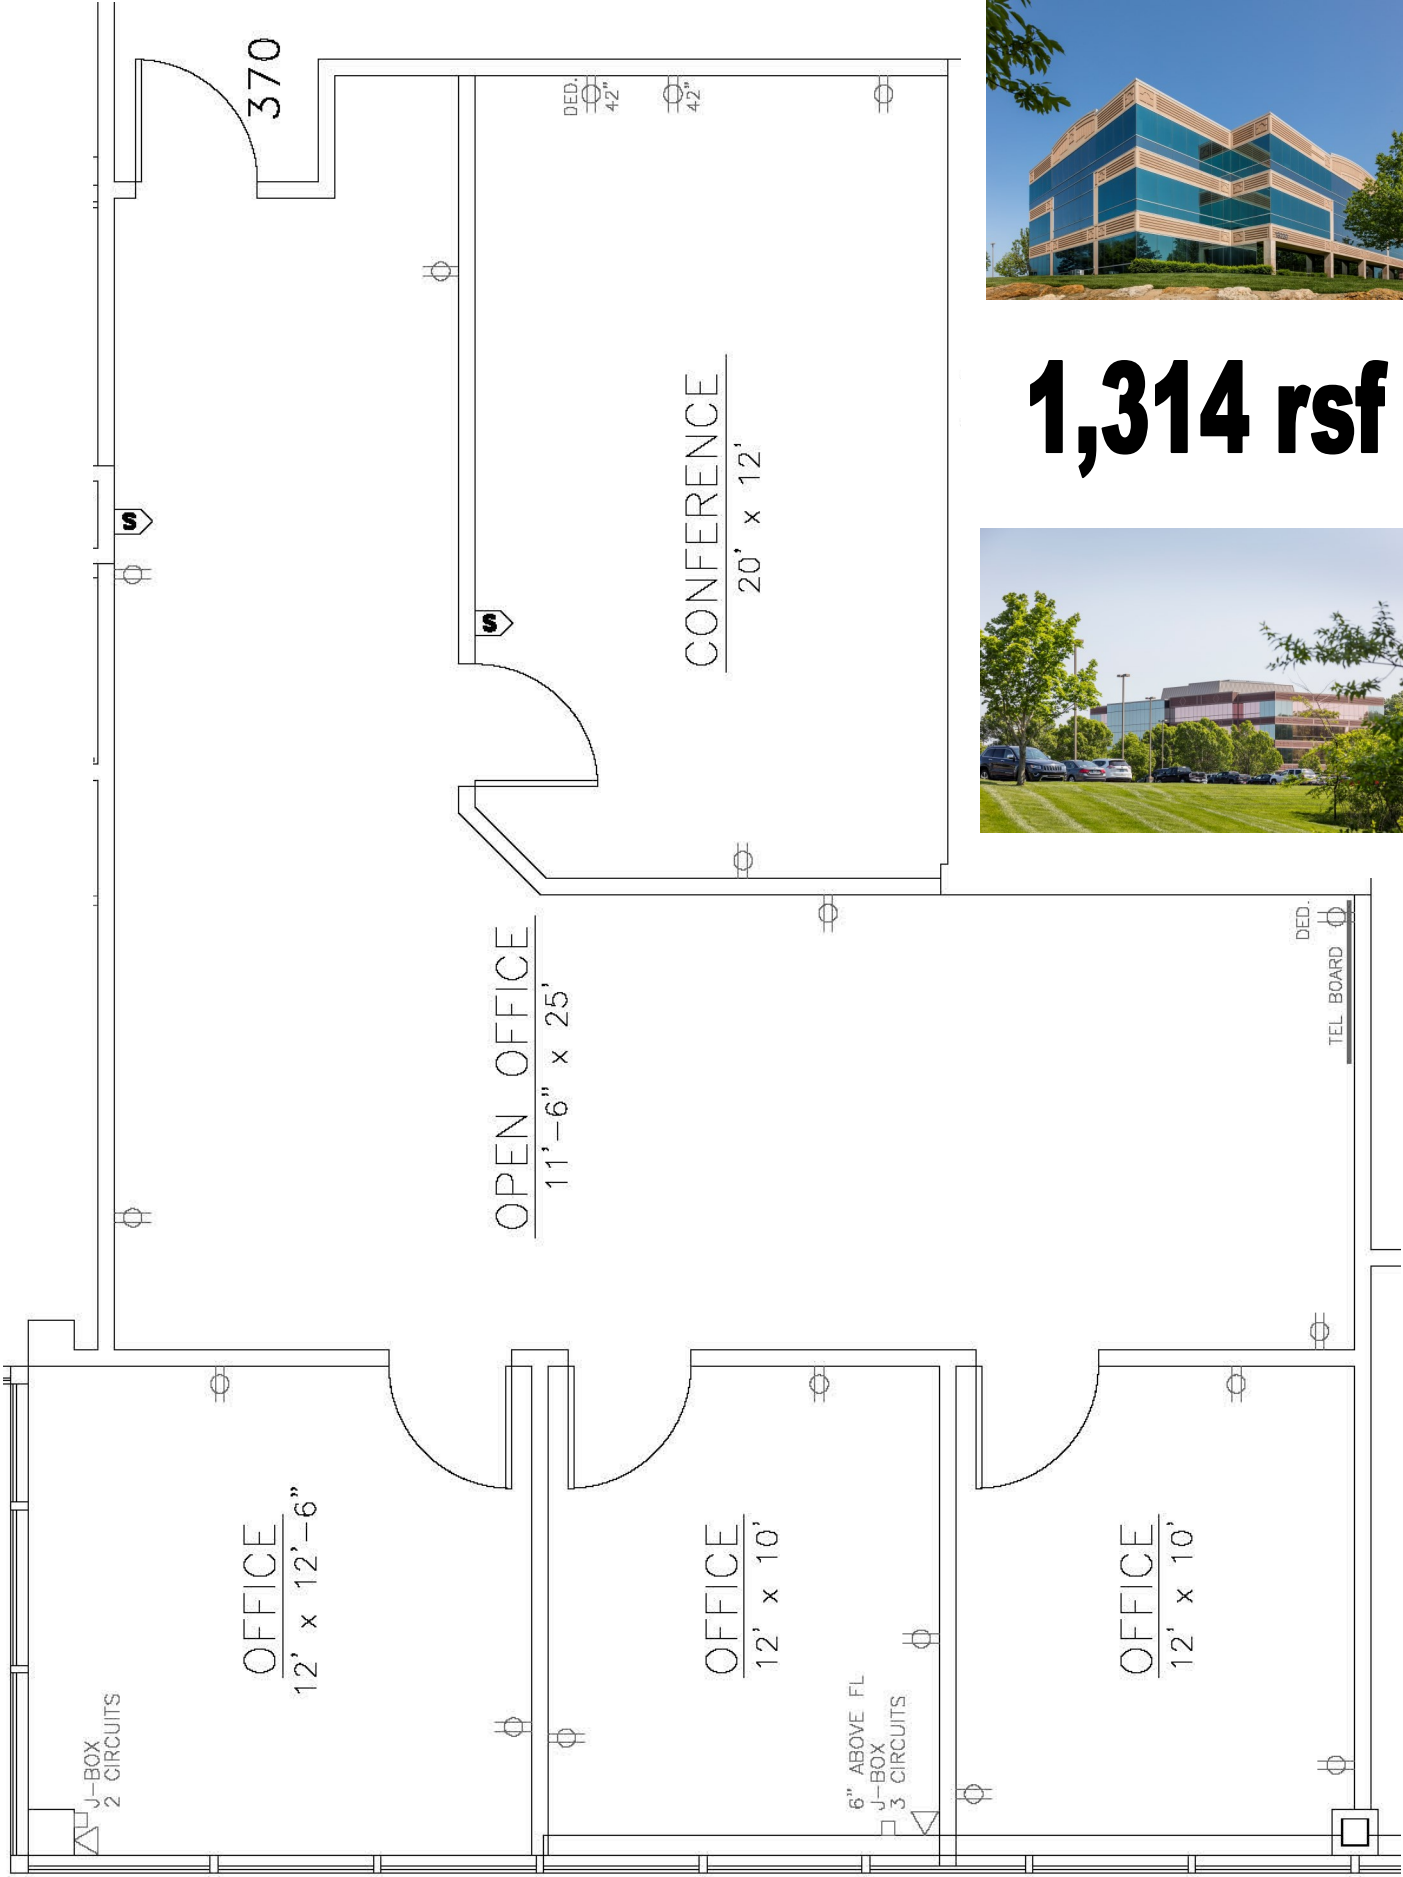 370
DED.
42"
42"
1,314 rsf
CONFERENCE
20' x 12'
S
S
OPEN OFFICE
11'-6" x 25'
DED.
TEL BOARD
OFFICE
12' x 12'-6"
OFFICE
12' x 10'
OFFICE
12' x 10'
J-BOX
2 CIRCUITS
6" ABOVE FL
J-BOX
3 CIRCUITS